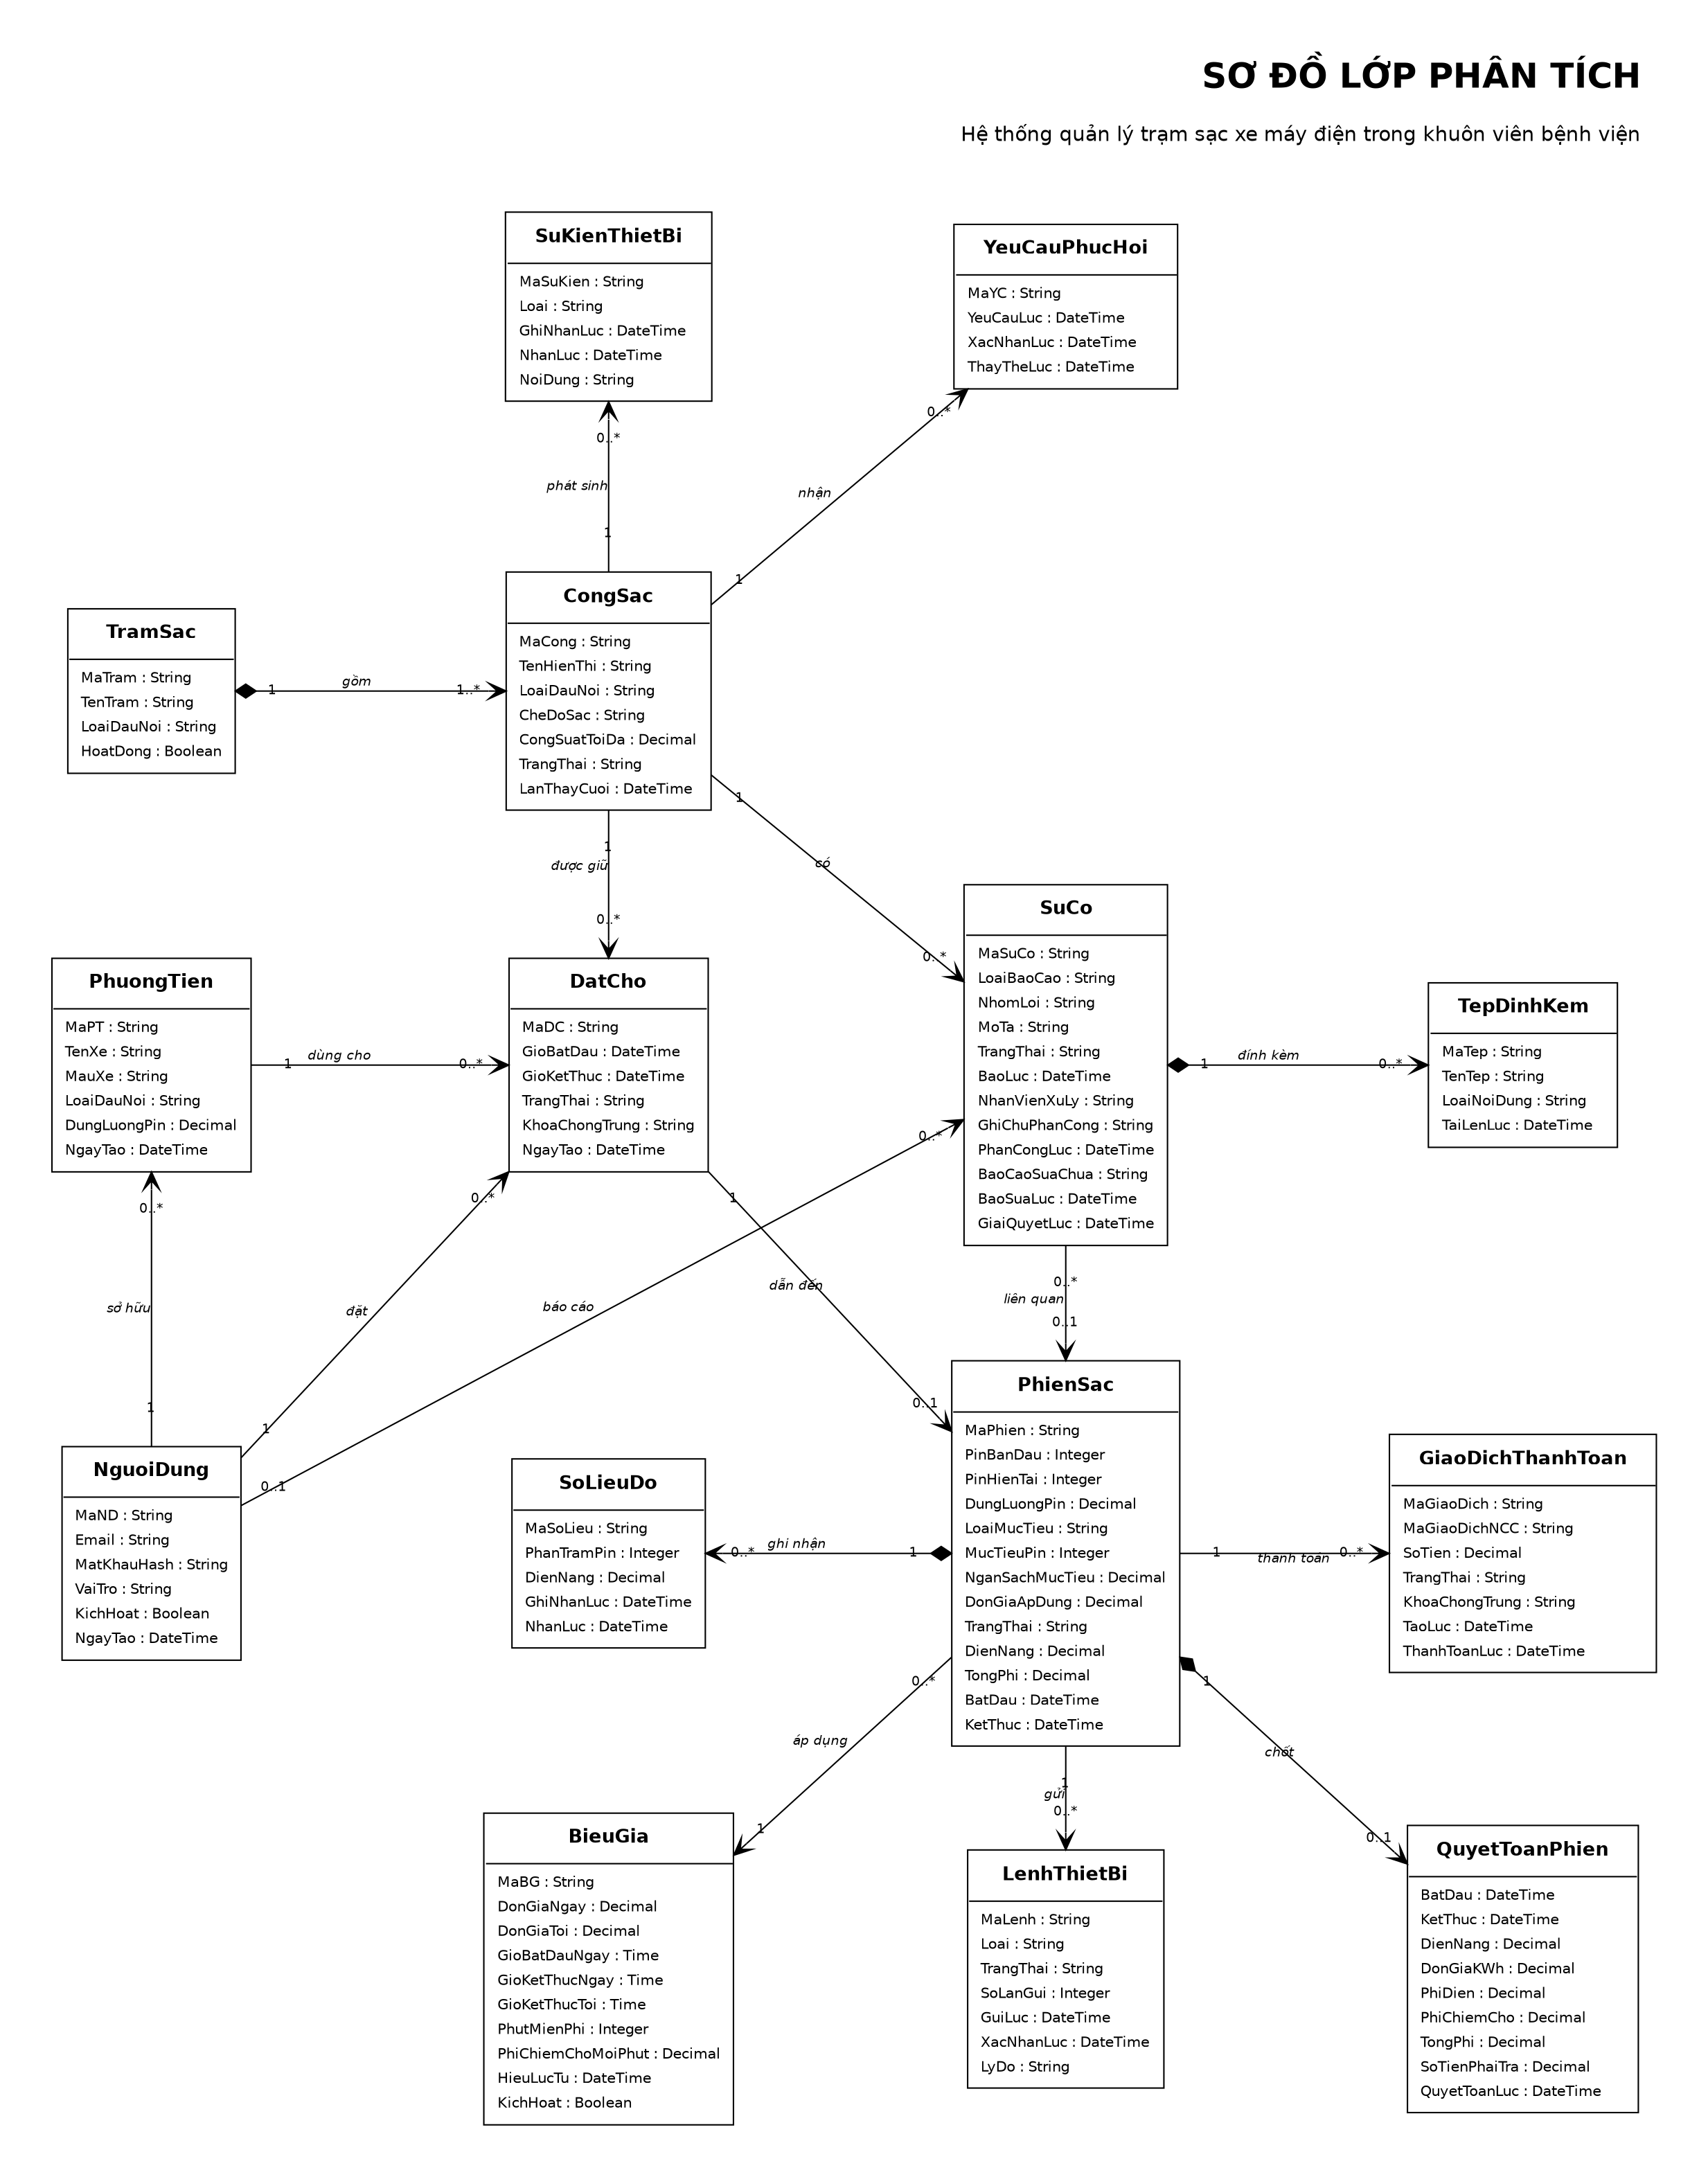 SƠ ĐỒ LỚP PHÂN TÍCH
Hệ thống quản lý trạm sạc xe máy điện trong khuôn viên bệnh viện
SuKienThietBi
MaSuKien : String
Loai : String
GhiNhanLuc : DateTime
NhanLuc : DateTime
NoiDung : String
YeuCauPhucHoi
MaYC : String
YeuCauLuc : DateTime
XacNhanLuc : DateTime
ThayTheLuc : DateTime
0..*
phát sinh
1
0..*
nhận
1
TramSac
MaTram : String
TenTram : String
LoaiDauNoi : String
HoatDong : Boolean
1
gồm
1..*
CongSac
MaCong : String
TenHienThi : String
LoaiDauNoi : String
CheDoSac : String
CongSuatToiDa : Decimal
TrangThai : String
LanThayCuoi : DateTime
1
được giữ
0..*
1
có
0..*
PhuongTien
MaPT : String
TenXe : String
MauXe : String
LoaiDauNoi : String
DungLuongPin : Decimal
NgayTao : DateTime
1
dùng cho
0..*
DatCho
MaDC : String
GioBatDau : DateTime
GioKetThuc : DateTime
TrangThai : String
KhoaChongTrung : String
NgayTao : DateTime
SuCo
MaSuCo : String
LoaiBaoCao : String
NhomLoi : String
MoTa : String
TrangThai : String
BaoLuc : DateTime
NhanVienXuLy : String
GhiChuPhanCong : String
PhanCongLuc : DateTime
BaoCaoSuaChua : String
BaoSuaLuc : DateTime
GiaiQuyetLuc : DateTime
1
đính kèm
0..*
TepDinhKem
MaTep : String
TenTep : String
LoaiNoiDung : String
TaiLenLuc : DateTime
0..*
sở hữu
1
0..*
đặt
1
0..*
báo cáo
0..1
1
dẫn đến
0..1
0..*
liên quan
0..1
NguoiDung
MaND : String
Email : String
MatKhauHash : String
VaiTro : String
KichHoat : Boolean
NgayTao : DateTime
SoLieuDo
MaSoLieu : String
PhanTramPin : Integer
DienNang : Decimal
GhiNhanLuc : DateTime
NhanLuc : DateTime
0..*
ghi nhận
1
PhienSac
MaPhien : String
PinBanDau : Integer
PinHienTai : Integer
DungLuongPin : Decimal
LoaiMucTieu : String
MucTieuPin : Integer
NganSachMucTieu : Decimal
DonGiaApDung : Decimal
TrangThai : String
DienNang : Decimal
TongPhi : Decimal
BatDau : DateTime
KetThuc : DateTime
1
thanh toán
0..*
GiaoDichThanhToan
MaGiaoDich : String
MaGiaoDichNCC : String
SoTien : Decimal
TrangThai : String
KhoaChongTrung : String
TaoLuc : DateTime
ThanhToanLuc : DateTime
0..*
áp dụng
1
1
gửi
0..*
1
chốt
0..1
BieuGia
MaBG : String
DonGiaNgay : Decimal
DonGiaToi : Decimal
GioBatDauNgay : Time
GioKetThucNgay : Time
GioKetThucToi : Time
PhutMienPhi : Integer
PhiChiemChoMoiPhut : Decimal
HieuLucTu : DateTime
KichHoat : Boolean
LenhThietBi
MaLenh : String
Loai : String
TrangThai : String
SoLanGui : Integer
GuiLuc : DateTime
XacNhanLuc : DateTime
LyDo : String
QuyetToanPhien
BatDau : DateTime
KetThuc : DateTime
DienNang : Decimal
DonGiaKWh : Decimal
PhiDien : Decimal
PhiChiemCho : Decimal
TongPhi : Decimal
SoTienPhaiTra : Decimal
QuyetToanLuc : DateTime